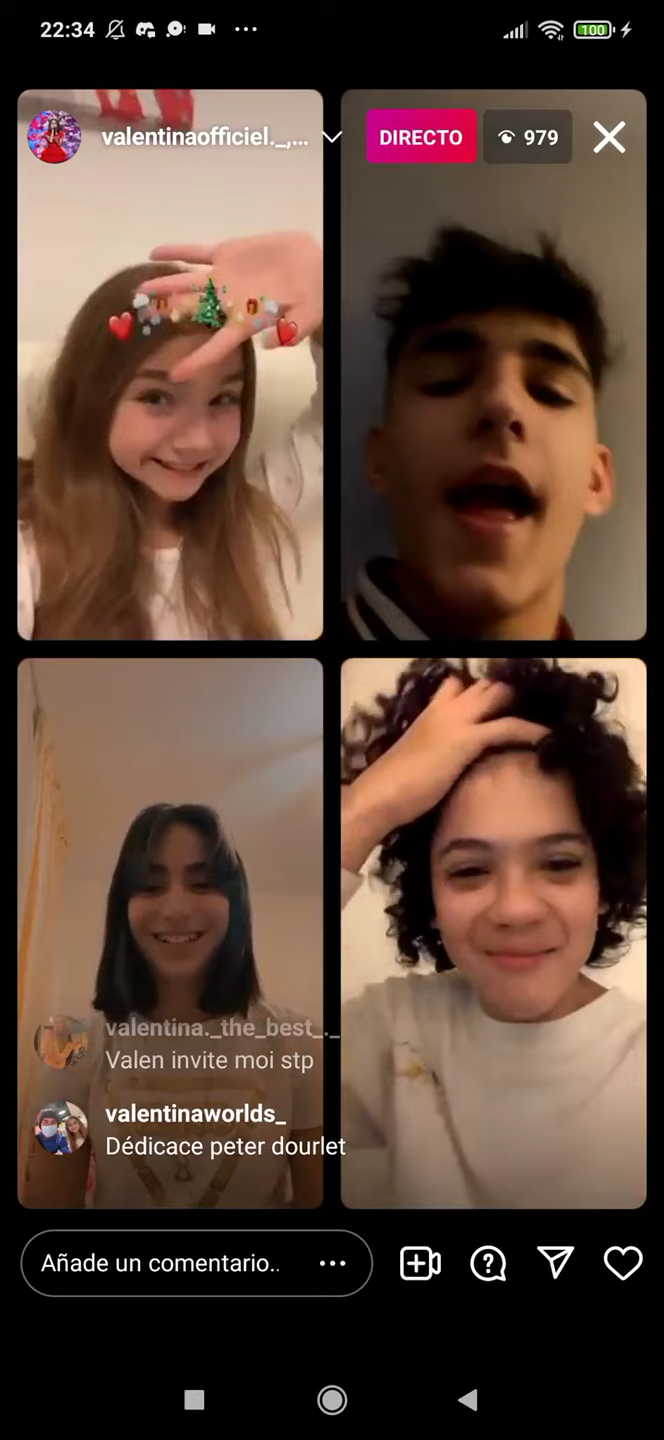 22:34
100
valentinaofficiel._,...
DIRECTO
979
valentina._the_best_._
Valen invite moi stp
valentinaworlds_
Dédicace peter dourlet
Añade un comentario..